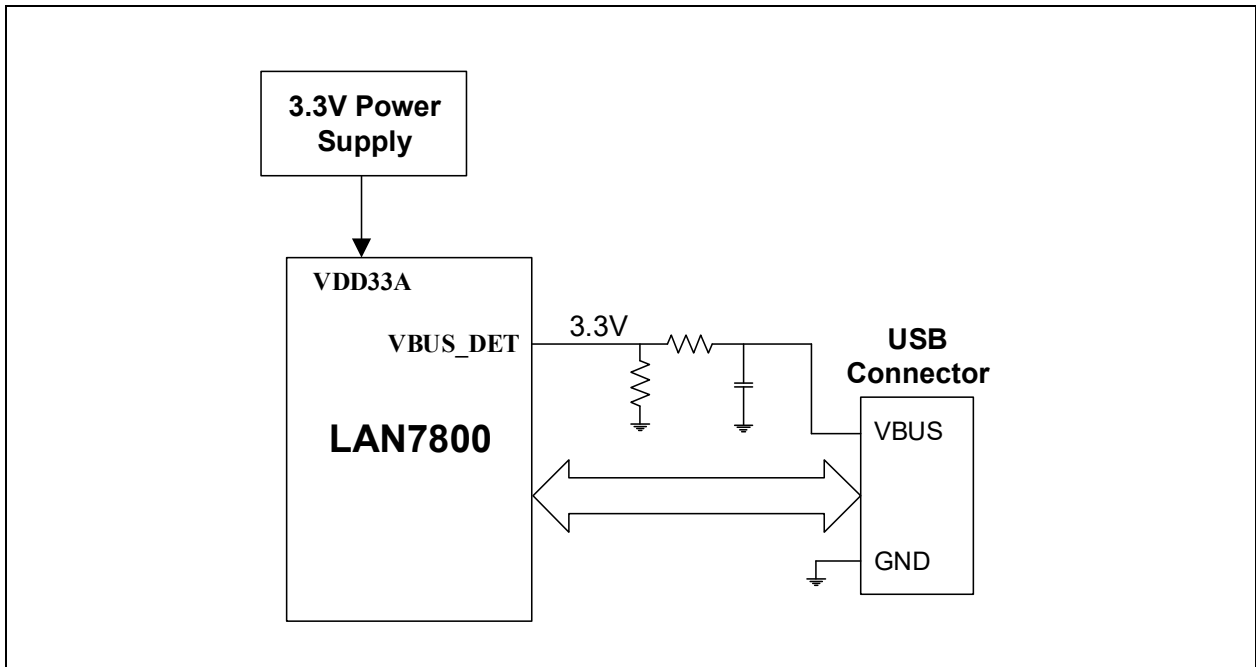 3.3V Power
Supply
VDD33A
VBUS_DET
3.3V
USB
Connector
LAN7800
VBUS
GND